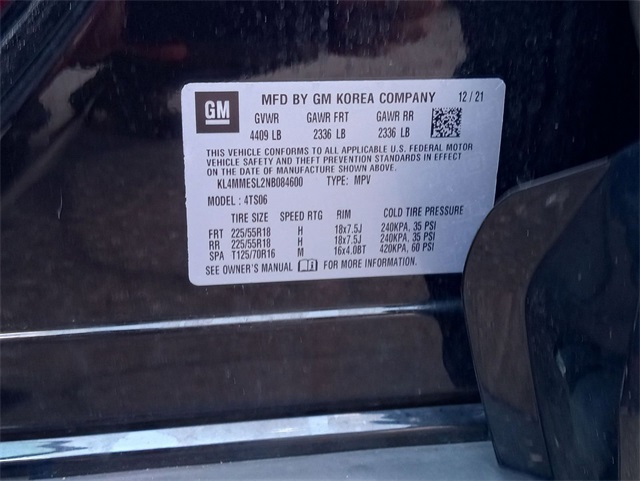 GM MFD BY GM KOREA COMPANY 12/21
GVWR GAWR FRT GAWR RR
4409 LB 2336 LB 2336 LB
THIS VEHICLE CONFORMS TO ALL APPLICABLE U.S. FEDERAL MOTOR
VEHICLE SAFETY AND THEFT PREVENTION STANDARDS IN EFFECT
ON THE DATE OF MANUFACTURE SHOWN ABOVE.
KL4MMESL2NB084600 TYPE: MPV
MODEL: 4TS06
TIRE SIZE SPEED RTG RIM COLD TIRE PRESSURE
FRT 225/55R18 H 18x7.5J 240KPA, 35 PSI
RR 225/55R18 H 18x7.5J 240KPA, 35 PSI
SPA T125/70R16 M 16x4.0BT 420KPA, 60 PSI
SEE OWNER'S MANUAL FOR MORE INFORMATION.